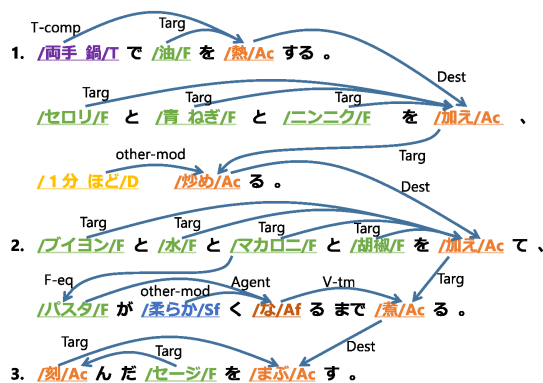 T-comp Targ
1. /両手 鍋/T で /油/F を /熱/Ac する 。
Targ Targ Targ Dest
/セロリ/F と /青 ねぎ/F と /ニンニク/F を /加え/Ac 、
other-mod Targ
/１分 ほど/D /炒め/Ac る 。
Targ Targ Targ Targ Dest
2. /ブイヨン/F と /水/F と /マカロニ/F と /胡椒/F を /加え/Ac て 、
F-eq other-mod Agent V-tm Targ
/パスタ/F が /柔らか/Sf く /な/Af る まで /煮/Ac る 。
Targ Targ Dest
3. /刻/Ac ん だ /セージ/F を /まぶ/Ac す 。